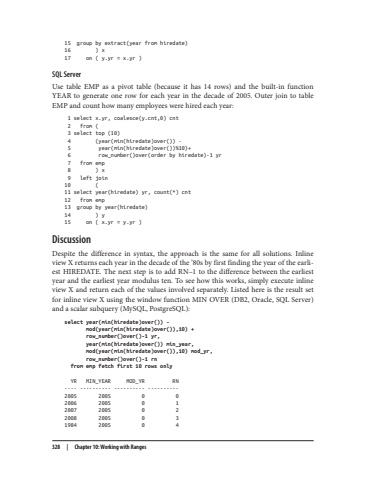 15 group by extract(year from hiredate)
16 ) x
17 on ( y.yr = x.yr )
SQL Server
Use table EMP as a pivot table (because it has 14 rows) and the built-in function
YEAR to generate one row for each year in the decade of 2005. Outer join to table
EMP and count how many employees were hired each year:
1 select x.yr, coalesce(y.cnt,0) cnt
2 from (
3 select top (10)
4 (year(min(hiredate)over()) -
5 year(min(hiredate)over())%10)+
6 row_number()over(order by hiredate)-1 yr
7 from emp
8 ) x
9 left join
10 (
11 select year(hiredate) yr, count(*) cnt
12 from emp
13 group by year(hiredate)
14 ) y
15 on ( x.yr = y.yr )
Discussion
Despite the difference in syntax, the approach is the same for all solutions. Inline
view X returns each year in the decade of the ’80s by first finding the year of the earli-
est HIREDATE. The next step is to add RN–1 to the difference between the earliest
year and the earliest year modulus ten. To see how this works, simply execute inline
view X and return each of the values involved separately. Listed here is the result set
for inline view X using the window function MIN OVER (DB2, Oracle, SQL Server)
and a scalar subquery (MySQL, PostgreSQL):
select year(min(hiredate)over()) -
mod(year(min(hiredate)over()),10) +
row_number()over()-1 yr,
year(min(hiredate)over()) min_year,
mod(year(min(hiredate)over()),10) mod_yr,
row_number()over()-1 rn
from emp fetch first 10 rows only
YR MIN_YEAR MOD_YR RN
---- ---------- ---------- ----------
2005 2005 0 0
2006 2005 0 1
2007 2005 0 2
2008 2005 0 3
1984 2005 0 4
328 | Chapter 10: Working with Ranges